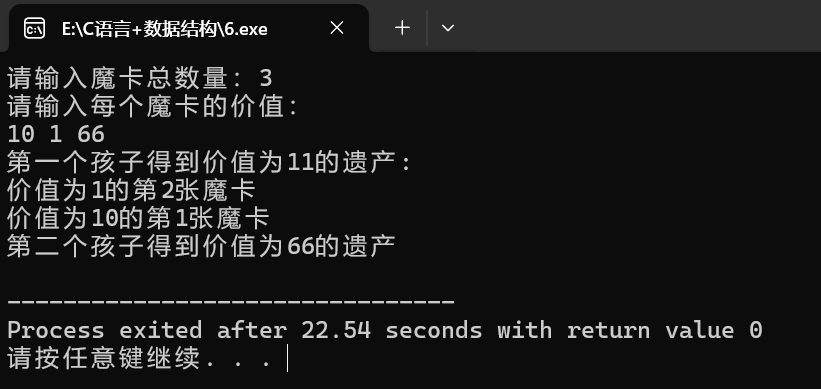 E:\C语言+数据结构\6.exe
请输入魔卡总数量: 3
请输入每个魔卡的价值:
10 1 66
第一个孩子得到价值为11的遗产:
价值为1的第2张魔卡
价值为10的第1张魔卡
第二个孩子得到价值为66的遗产
--------------------------------
Process exited after 22.54 seconds with return value 0
请按任意键继续. . .